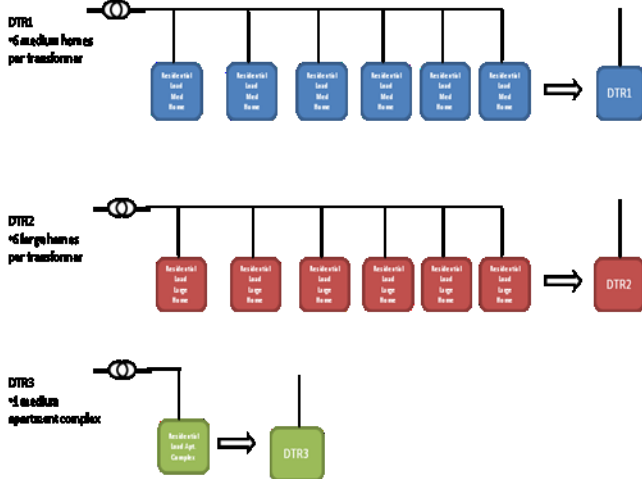 DTR1
*6 medium homes
per transformer
Residential
Load
Med
Home
Residential
Load
Med
Home
Residential
Load
Med
Home
Residential
Load
Med
Home
Residential
Load
Med
Home
Residential
Load
Med
Home
DTR1
DTR2
*6 large homes
per transformer
Residential
Load
Large
Home
Residential
Load
Large
Home
Residential
Load
Large
Home
Residential
Load
Large
Home
Residential
Load
Large
Home
Residential
Load
Large
Home
DTR2
DTR3
*1 medium
apartment complex
Residential
Load Apt.
Complex
DTR3